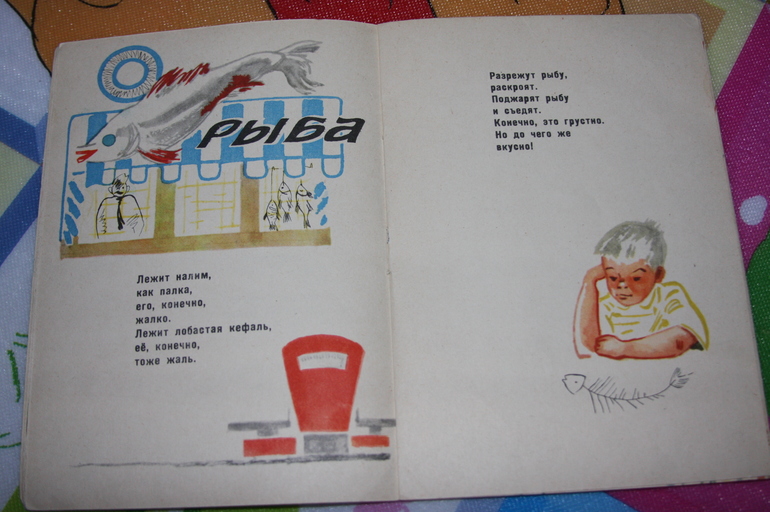 РЫБА
Лежит налим,
как палка,
его, конечно,
жалко.
Лежит лобастая кефаль,
её, конечно,
тоже жаль.
Разрежут рыбу,
раскроят.
Поджарят рыбу
и съедят.
Конечно, это грустно.
Но до чего же
вкусно!